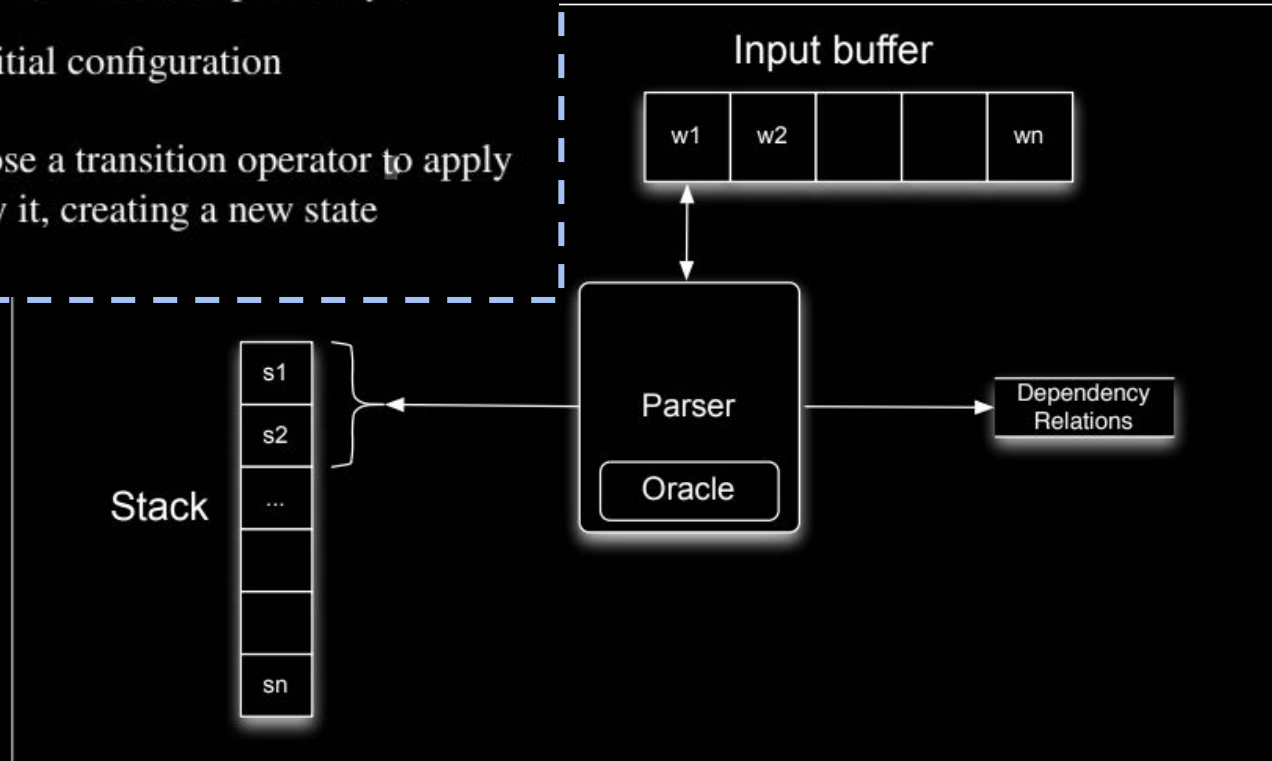 itial configuration
ose a transition operator to apply
y it, creating a new state
Input buffer
w1 w2 wn
s1
s2
...
sn
Stack
Parser
Oracle
Dependency
Relations